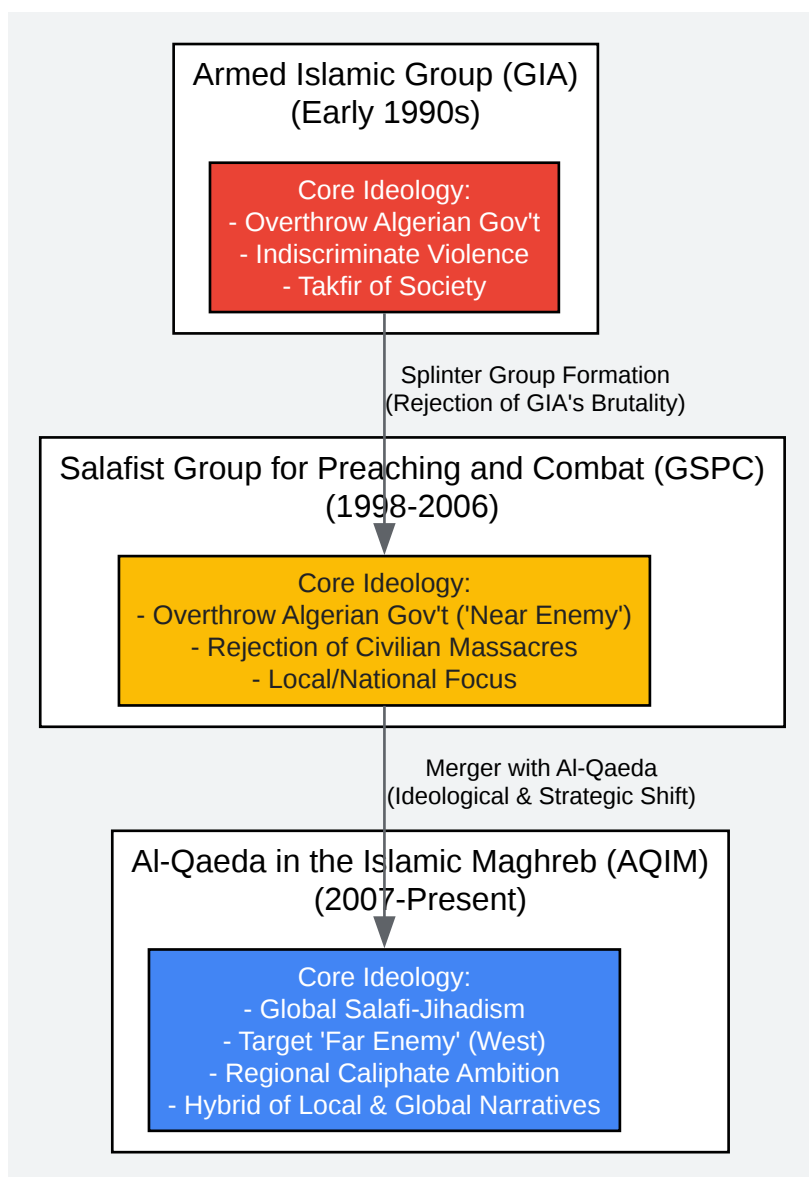 Armed Islamic Group (GIA)
(Early 1990s)
Core Ideology:
- Overthrow Algerian Gov't
- Indiscriminate Violence
- Takfir of Society
Splinter Group Formation
(Rejection of GIA's Brutality)
Salafist Group for Preaching and Combat (GSPC)
(1998-2006)
Core Ideology:
- Overthrow Algerian Gov't ('Near Enemy')
- Rejection of Civilian Massacres
- Local/National Focus
Merger with Al-Qaeda
(Ideological & Strategic Shift)
Al-Qaeda in the Islamic Maghreb (AQIM)
(2007-Present)
Core Ideology:
- Global Salafi-Jihadism
- Target 'Far Enemy' (West)
- Regional Caliphate Ambition
- Hybrid of Local & Global Narratives